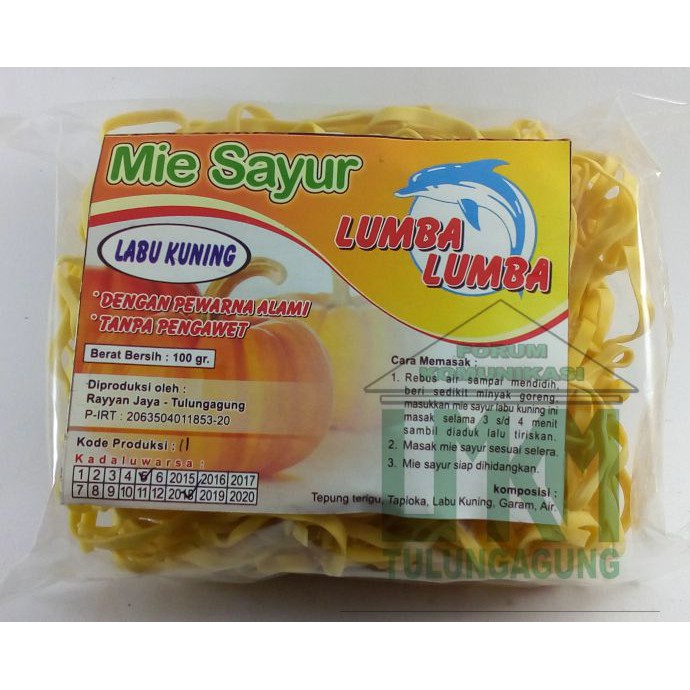 Mie Sayur
LUMBA
LUMBA
LABU KUNING
*DENGAN PEWARNA ALAMI
*TANPA PENGAWET
Berat Bersih : 100 gr.
Diproduksi oleh :
Rayyan Jaya - Tulungagung
P-IRT : 2063504011853-20
Kode Produksi : 11
Kadaluwarsa :
1 2 3 4 5 6 2015 2016 2017
7 8 9 10 11 12 2018 2019 2020
Cara Memasak :
1. Rebus air sampai mendidih,
beri sedikit minyak goreng,
masukkan mie sayur labu kuning ini
masak selama 3 s/d 4 menit
sambil diaduk lalu tiriskan.
2. Masak mie sayur sesuai selera.
3. Mie sayur siap dihidangkan.
komposisi :
Tepung terigu, Tapioka, Labu Kuning, Garam, Air.
FORUM
KOMUNIKASI
UKM
TULUNGAGUNG